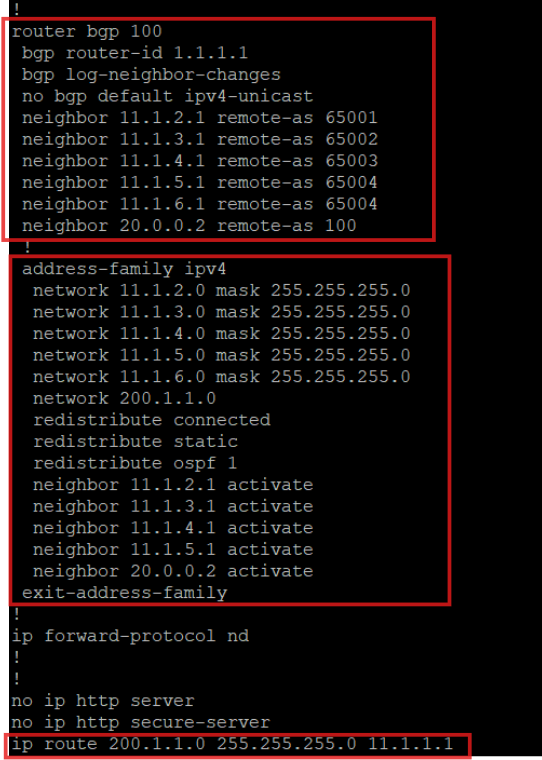 !
router bgp 100
bgp router-id 1.1.1.1
bgp log-neighbor-changes
no bgp default ipv4-unicast
neighbor 11.1.2.1 remote-as 65001
neighbor 11.1.3.1 remote-as 65002
neighbor 11.1.4.1 remote-as 65003
neighbor 11.1.5.1 remote-as 65004
neighbor 11.1.6.1 remote-as 65004
neighbor 20.0.0.2 remote-as 100
!
address-family ipv4
network 11.1.2.0 mask 255.255.255.0
network 11.1.3.0 mask 255.255.255.0
network 11.1.4.0 mask 255.255.255.0
network 11.1.5.0 mask 255.255.255.0
network 11.1.6.0 mask 255.255.255.0
network 200.1.1.0
redistribute connected
redistribute static
redistribute ospf 1
neighbor 11.1.2.1 activate
neighbor 11.1.3.1 activate
neighbor 11.1.4.1 activate
neighbor 11.1.5.1 activate
neighbor 20.0.0.2 activate
exit-address-family
!
ip forward-protocol nd
!
!
no ip http server
no ip http secure-server
ip route 200.1.1.0 255.255.255.0 11.1.1.1